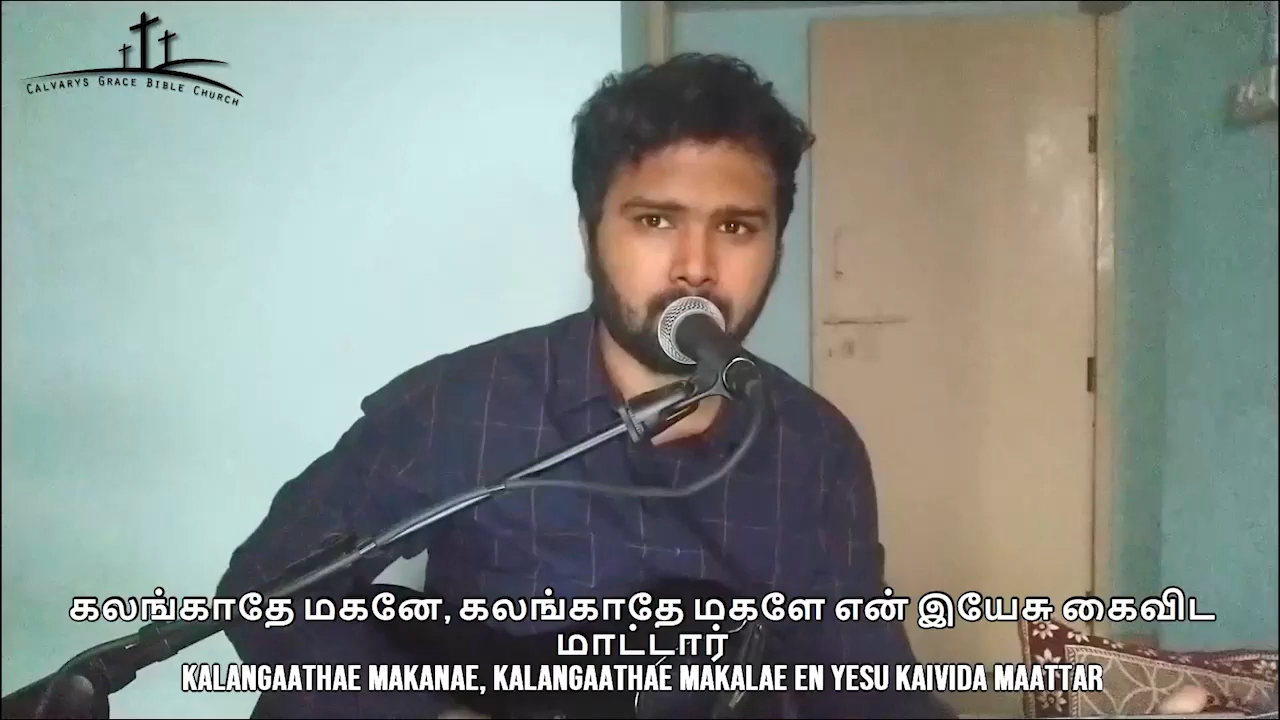 CALVARYS GRACE BIBLE CHURCH
கலங்காதே மகனே, கலங்காதே மகளே என் இயேசு கைவிட
மாட்டார்
KALANGAATHAE MAKANAE, KALANGAATHAE MAKALAE EN YESU KAIVIDA MAATTAR